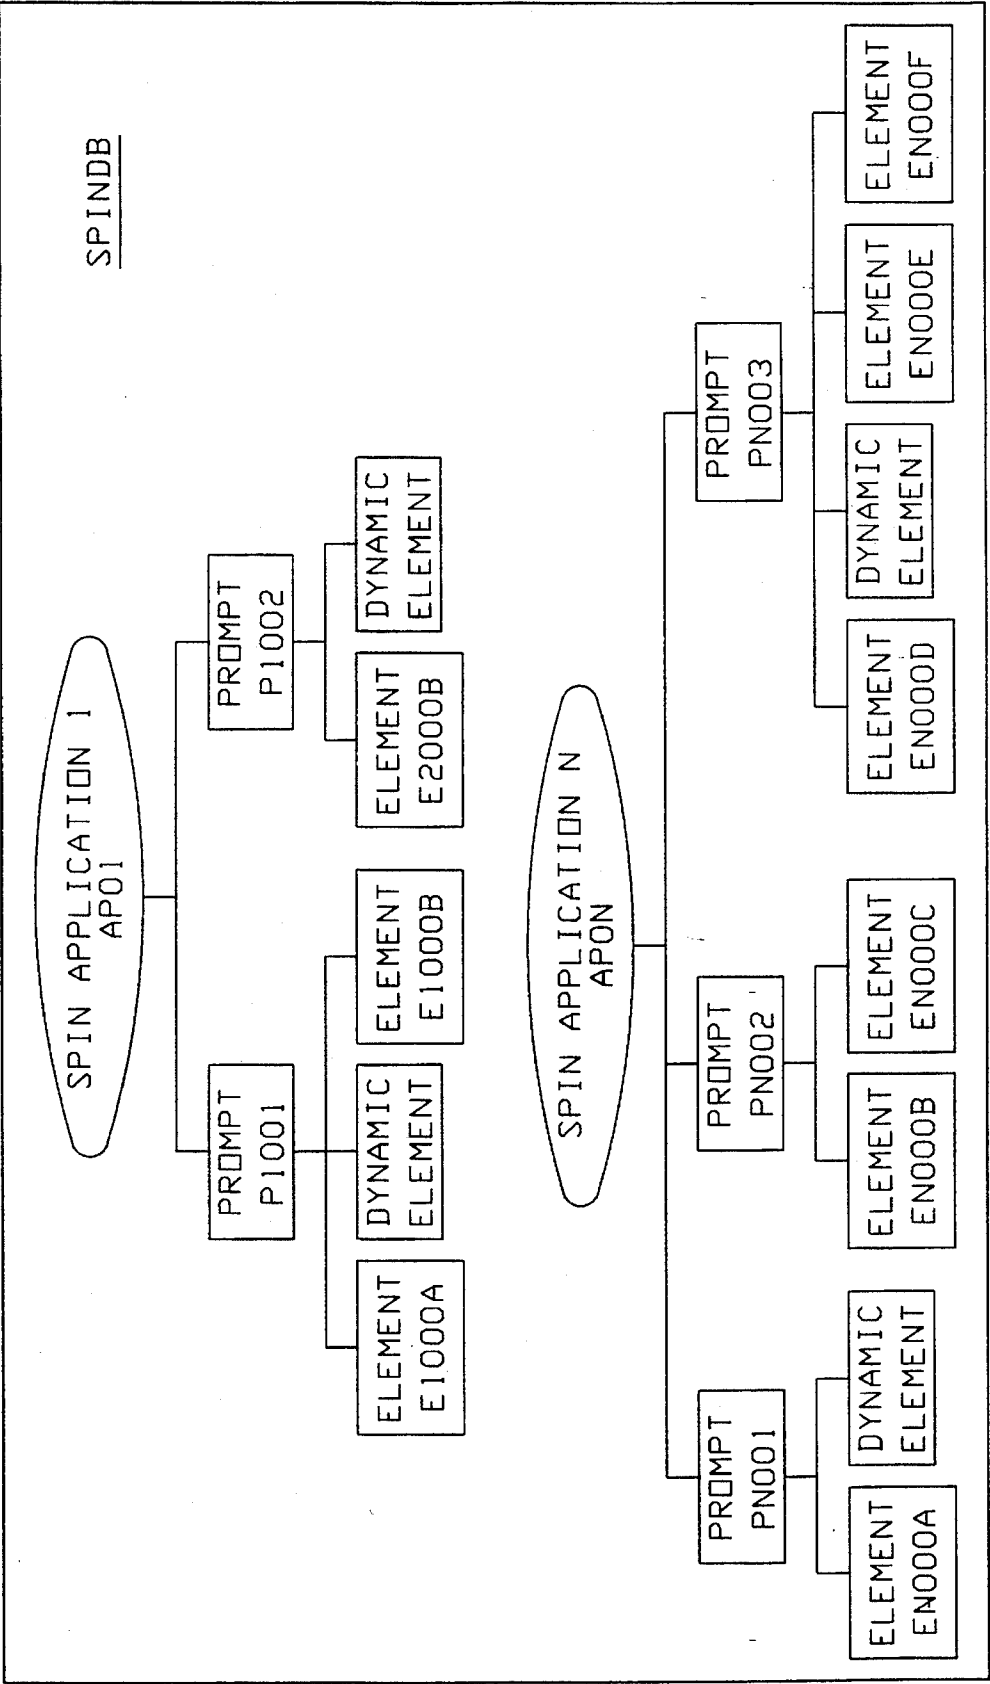 SPINDB
SPIN APPLICATION 1
AP01
PROMPT
P1001
PROMPT
P1002
ELEMENT
E1000A
DYNAMIC
ELEMENT
ELEMENT
E1000B
ELEMENT
E2000B
DYNAMIC
ELEMENT
SPIN APPLICATION N
AP0N
PROMPT
PN001
PROMPT
PN002
PROMPT
PN003
ELEMENT
EN000A
DYNAMIC
ELEMENT
ELEMENT
EN000B
ELEMENT
EN000C
ELEMENT
EN000D
DYNAMIC
ELEMENT
ELEMENT
EN000E
ELEMENT
EN000F